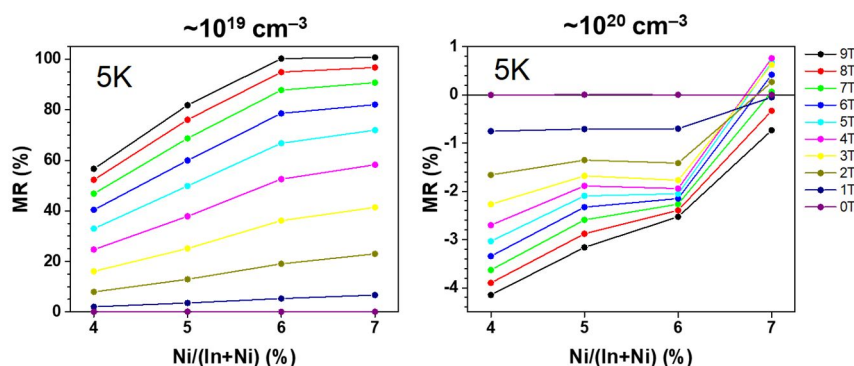 ~10¹⁹ cm⁻³
5K
MR (%)
100
80
60
40
20
0
4 5 6 7
Ni/(In+Ni) (%)
~10²⁰ cm⁻³
5K
MR (%)
1
0
-1
-2
-3
-4
4 5 6 7
Ni/(In+Ni) (%)
9T
8T
7T
6T
5T
4T
3T
2T
1T
0T